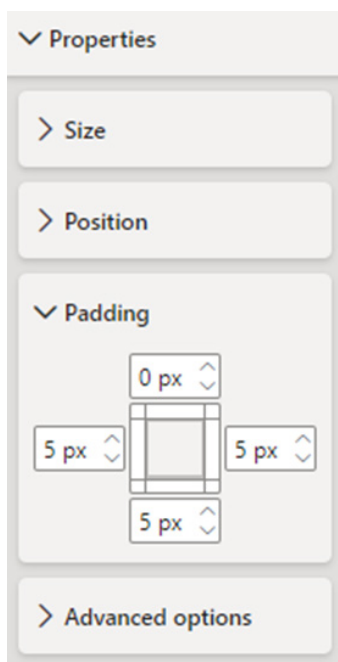 Properties
Size
Position
Padding
0 px
5 px 5 px
5 px
Advanced options